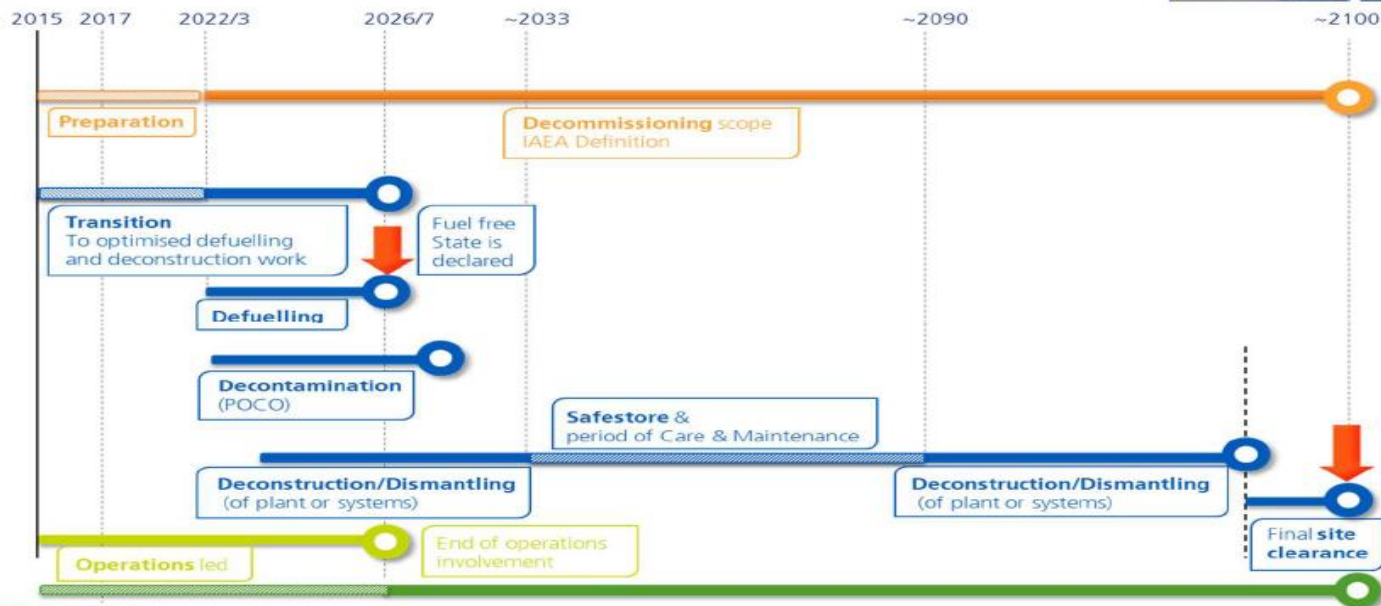 2015 2017 2022/3 2026/7 ~2033 ~2090 ~2100
Preparation
Decommissioning scope
IAEA Definition
Transition
To optimised defuelling
and deconstruction work
Fuel free
State is
declared
Defuelling
Decontamination
(POCO)
Safestore &
period of Care & Maintenance
Deconstruction/Dismantling
(of plant or systems)
Deconstruction/Dismantling
(of plant or systems)
Final site
clearance
Operations led
End of operations
involvement